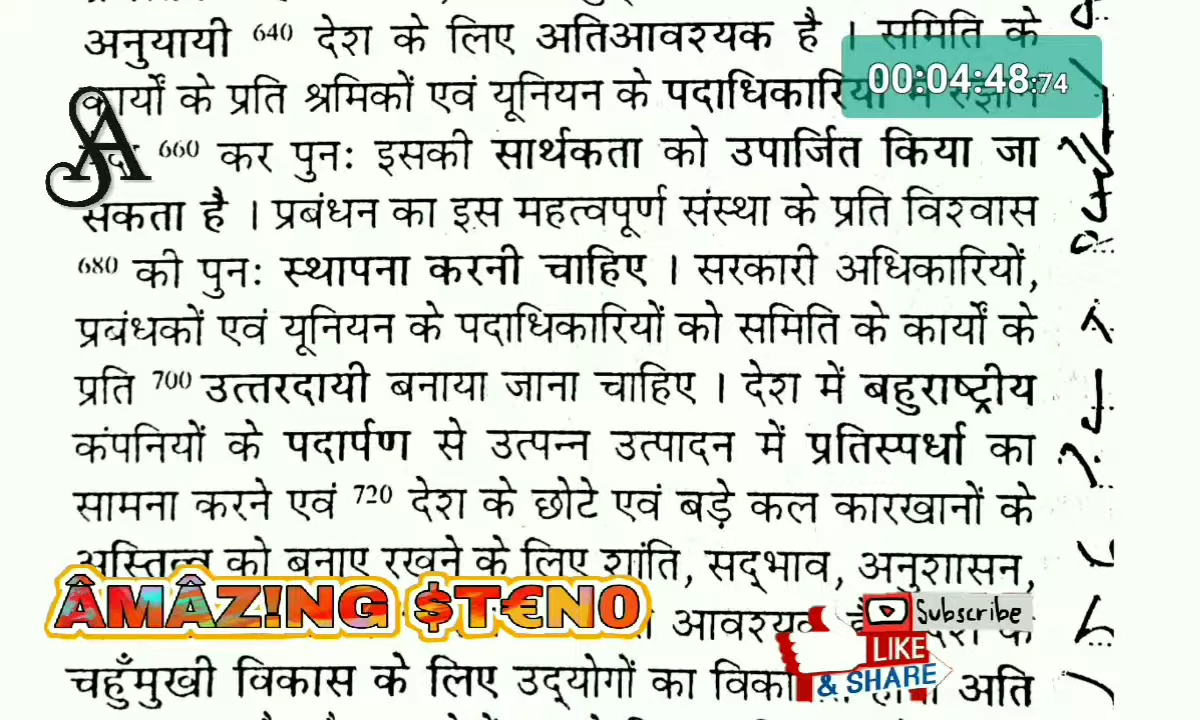 अनुयायी 640 देश के लिए अतिआवश्यक है । समिति के
कार्यों के प्रति श्रमिकों एवं यूनियन के पदाधिकारियों में रुझान
00:04:48:74
660 कर पुनः इसकी सार्थकता को उपार्जित किया जा
सकता है । प्रबंधन का इस महत्वपूर्ण संस्था के प्रति विश्वास
680 की पुनः स्थापना करनी चाहिए । सरकारी अधिकारियों,
प्रबंधकों एवं यूनियन के पदाधिकारियों को समिति के कार्यों के
प्रति 700 उत्तरदायी बनाया जाना चाहिए । देश में बहुराष्ट्रीय
कंपनियों के पदार्पण से उत्पन्न उत्पादन में प्रतिस्पर्धा का
सामना करने एवं 720 देश के छोटे एवं बड़े कल कारखानों के
अस्तित्व को बनाए रखने के लिए शांति, सद्भाव, अनुशासन,
ÂMÂZ!NG $T€N0
आवश्यक है
Subscribe
LIKE
& SHARE
चहुँमुखी विकास के लिए उद्योगों का अति